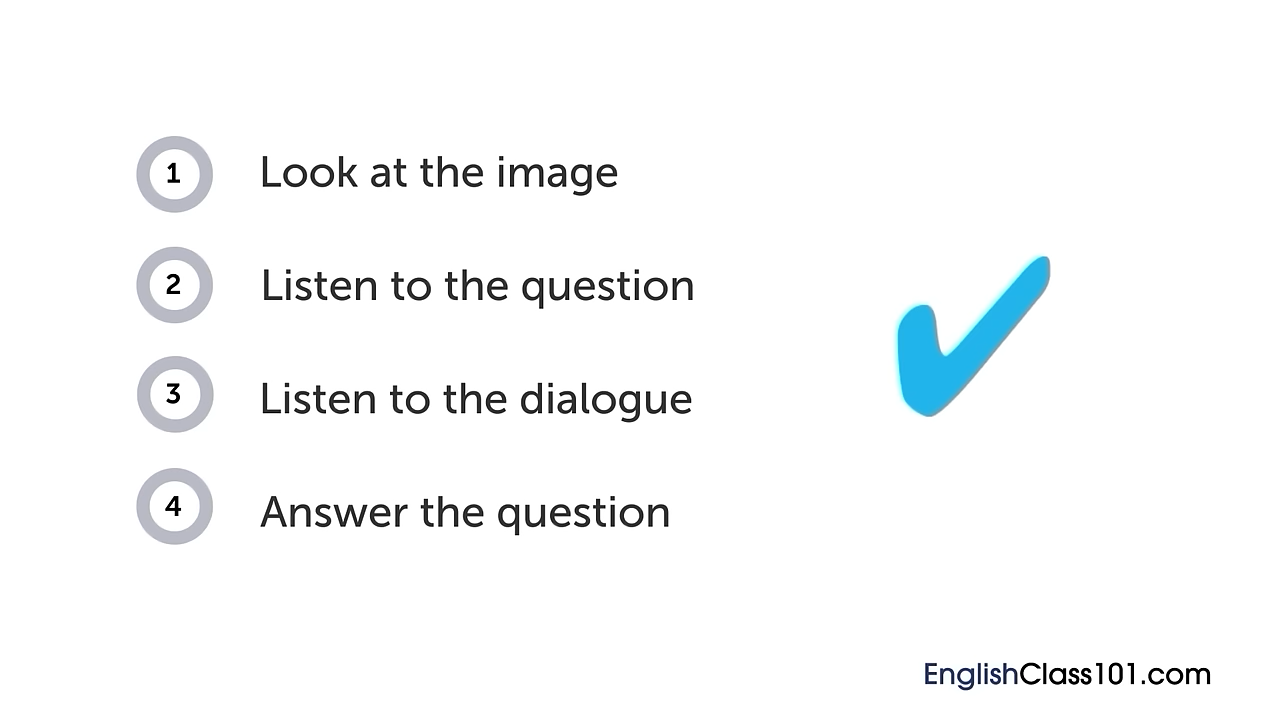 1 Look at the image
2 Listen to the question
3 Listen to the dialogue
4 Answer the question
EnglishClass101.com